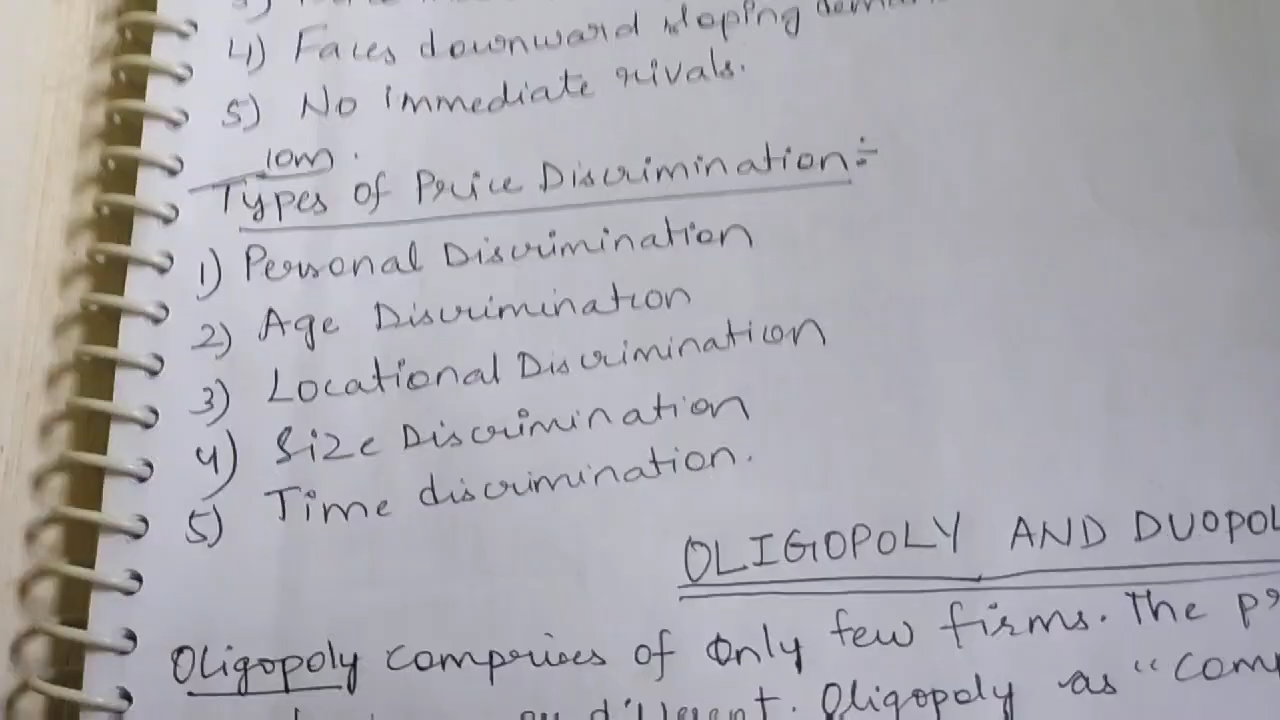 3)
4) Faces downward sloping
5) No immediate rivals.
10m.
Types of Price Discrimination:-
1) Personal Discrimination
2) Age Discrimination
3) Locational Discrimination
4) Size Discrimination
5) Time discrimination.
OLIGOPOLY AND DUOPOL
Oligopoly comprises of Only few firms. The
different. Oligopoly as "com